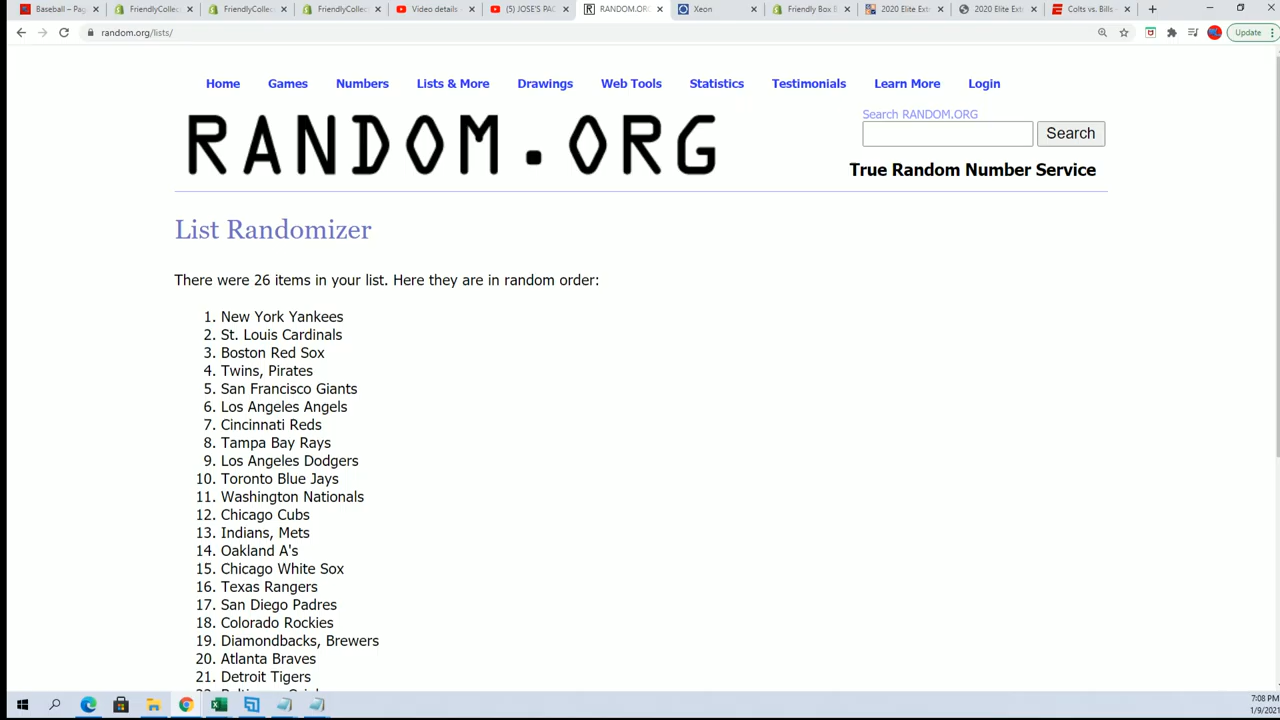 Baseball – Pag
FriendlyCollec
FriendlyCollec
FriendlyCollec
Video details
(5) JOSE'S PAC
RANDOM.OR
Xeon
Friendly Box B
2020 Elite Ext
2020 Elite Ext
Colts vs. Bills -
random.org/lists/
Update
Home Games Numbers Lists & More Drawings Web Tools Statistics Testimonials Learn More Login
RANDOM.ORG
Search RANDOM.ORG
Search
True Random Number Service
List Randomizer
There were 26 items in your list. Here they are in random order:
1. New York Yankees
2. St. Louis Cardinals
3. Boston Red Sox
4. Twins, Pirates
5. San Francisco Giants
6. Los Angeles Angels
7. Cincinnati Reds
8. Tampa Bay Rays
9. Los Angeles Dodgers
10. Toronto Blue Jays
11. Washington Nationals
12. Chicago Cubs
13. Indians, Mets
14. Oakland A's
15. Chicago White Sox
16. Texas Rangers
17. San Diego Padres
18. Colorado Rockies
19. Diamondbacks, Brewers
20. Atlanta Braves
21. Detroit Tigers
7:08 PM
1/9/2021